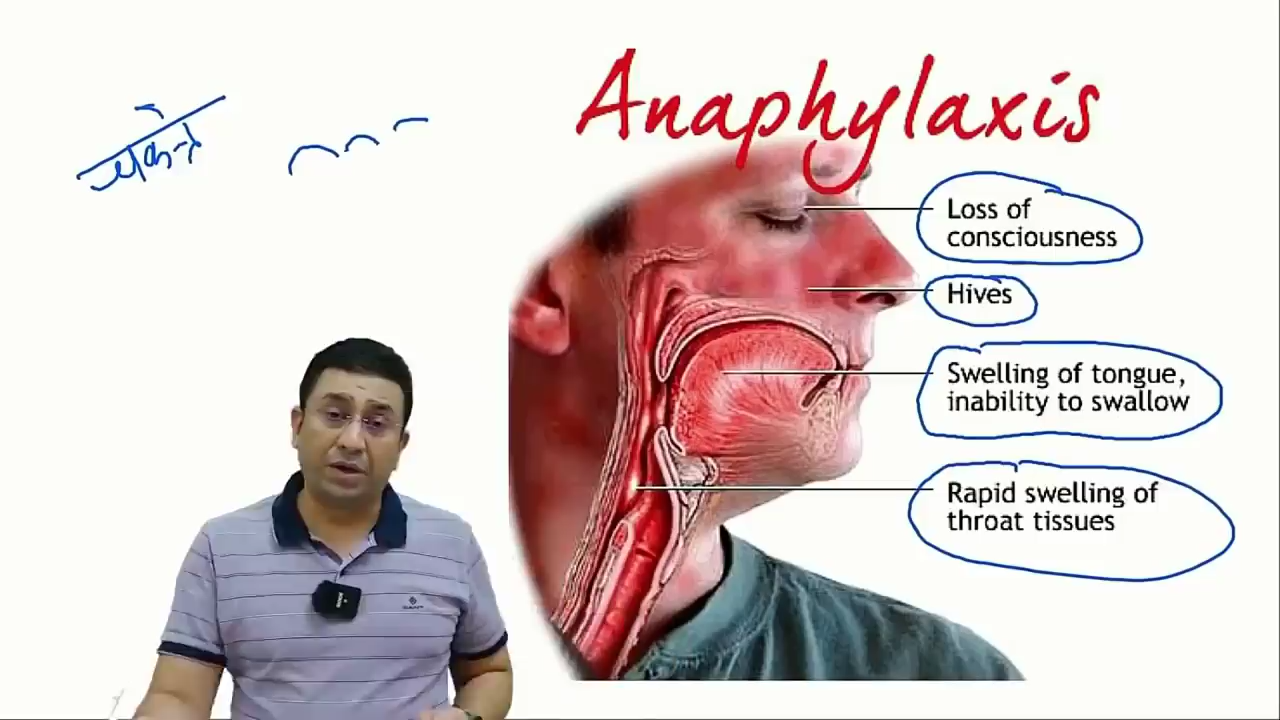 Anaphylaxis
Loss of
consciousness
Hives
Swelling of tongue,
inability to swallow
Rapid swelling of
throat tissues